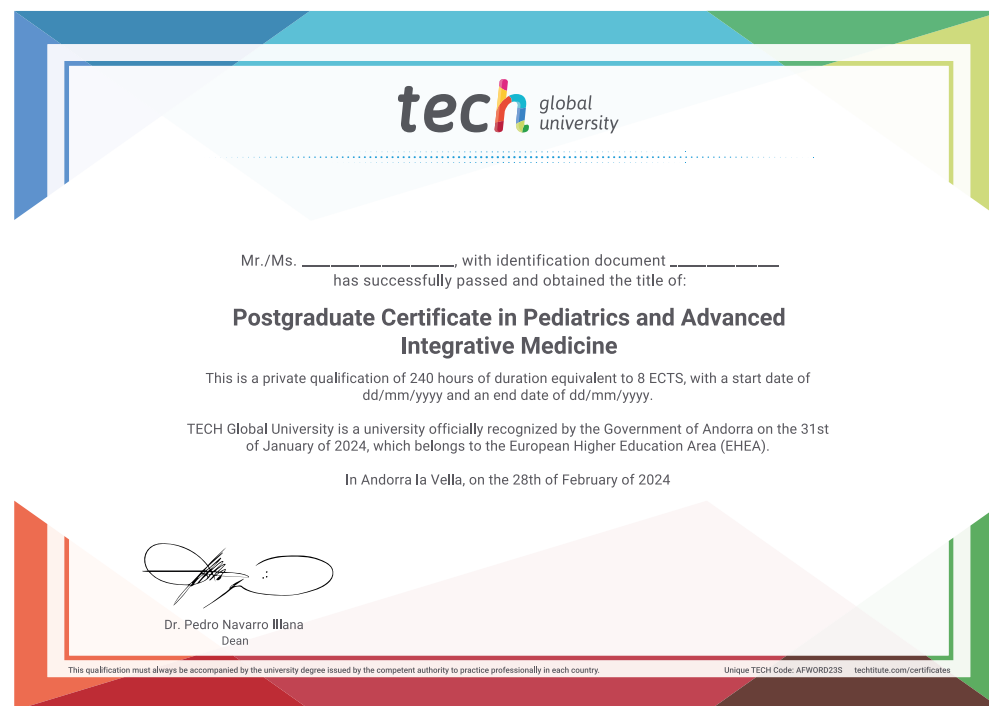 tech global university
Mr./Ms. ____________________, with identification document ______________
has successfully passed and obtained the title of:
Postgraduate Certificate in Pediatrics and Advanced
Integrative Medicine
This is a private qualification of 240 hours of duration equivalent to 8 ECTS, with a start date of
dd/mm/yyyy and an end date of dd/mm/yyyy.
TECH Global University is a university officially recognized by the Government of Andorra on the 31st
of January of 2024, which belongs to the European Higher Education Area (EHEA).
In Andorra la Vella, on the 28th of February of 2024
Dr. Pedro Navarro Illana
Dean
This qualification must always be accompanied by the university degree issued by the competent authority to practice professionally in each country.
Unique TECH Code: AFWORD23S techtitute.com/certificates